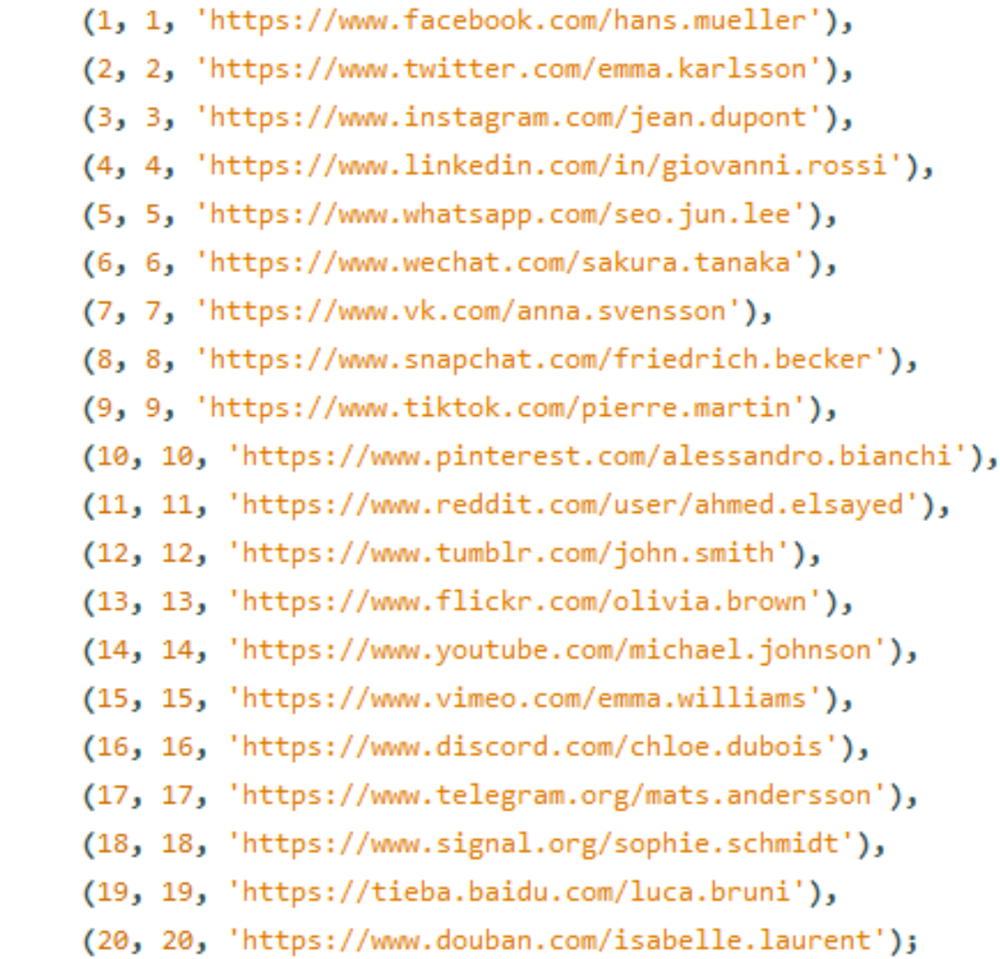 (1, 1, 'https://www.facebook.com/hans.mueller'),
(2, 2, 'https://www.twitter.com/emma.karlsson'),
(3, 3, 'https://www.instagram.com/jean.dupont'),
(4, 4, 'https://www.linkedin.com/in/giovanni.rossi'),
(5, 5, 'https://www.whatsapp.com/seo.jun.lee'),
(6, 6, 'https://www.wechat.com/sakura.tanaka'),
(7, 7, 'https://www.vk.com/anna.svensson'),
(8, 8, 'https://www.snapchat.com/friedrich.becker'),
(9, 9, 'https://www.tiktok.com/pierre.martin'),
(10, 10, 'https://www.pinterest.com/alessandro.bianchi'),
(11, 11, 'https://www.reddit.com/user/ahmed.elsayed'),
(12, 12, 'https://www.tumblr.com/john.smith'),
(13, 13, 'https://www.flickr.com/olivia.brown'),
(14, 14, 'https://www.youtube.com/michael.johnson'),
(15, 15, 'https://www.vimeo.com/emma.williams'),
(16, 16, 'https://www.discord.com/chloe.dubois'),
(17, 17, 'https://www.telegram.org/mats.andersson'),
(18, 18, 'https://www.signal.org/sophie.schmidt'),
(19, 19, 'https://tieba.baidu.com/luca.bruni'),
(20, 20, 'https://www.douban.com/isabelle.laurent');